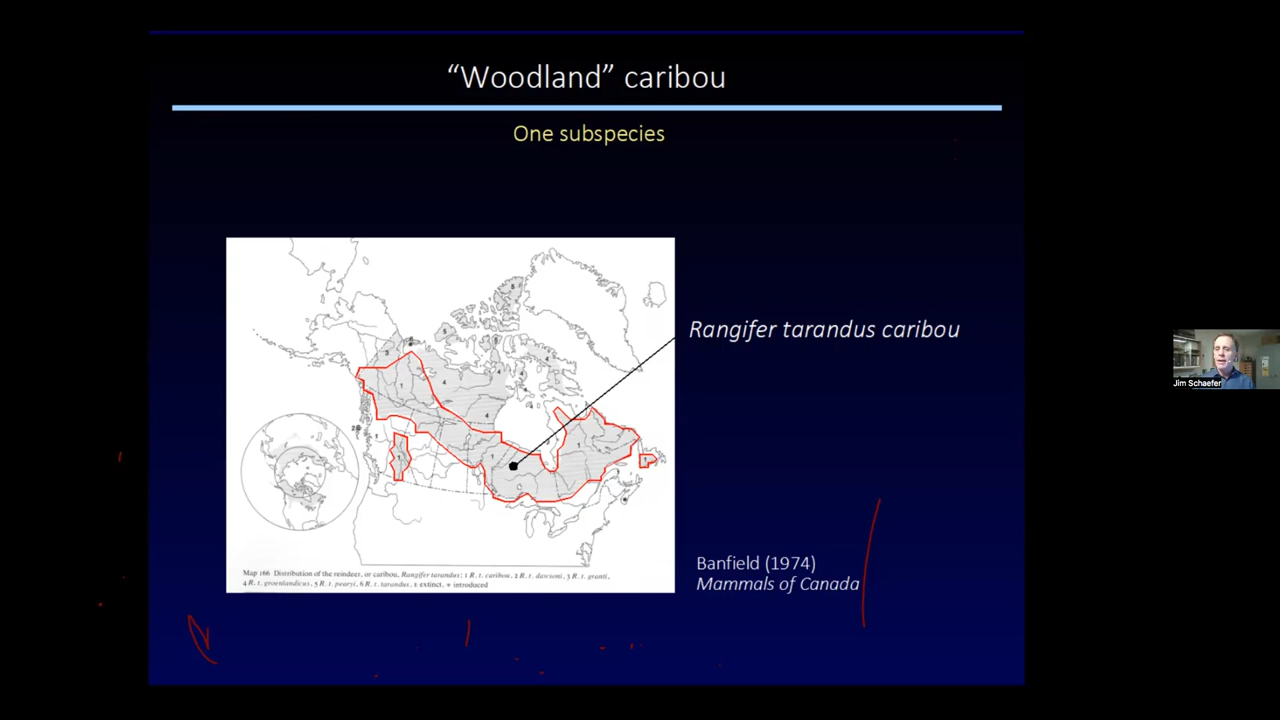 “Woodland” caribou
One subspecies
Rangifer tarandus caribou
Jim Schaefer
Banfield (1974)
Mammals of Canada
Map 166 Distribution of the reindeer, or caribou, Rangifer tarandus: 1 R. t. caribou, 2 R. t. dawsoni, 3 R. t. granti,
4 R. t. groenlandicus, 5 R. t. pearyi, 6 R. t. tarandus, ‡ extinct, + introduced